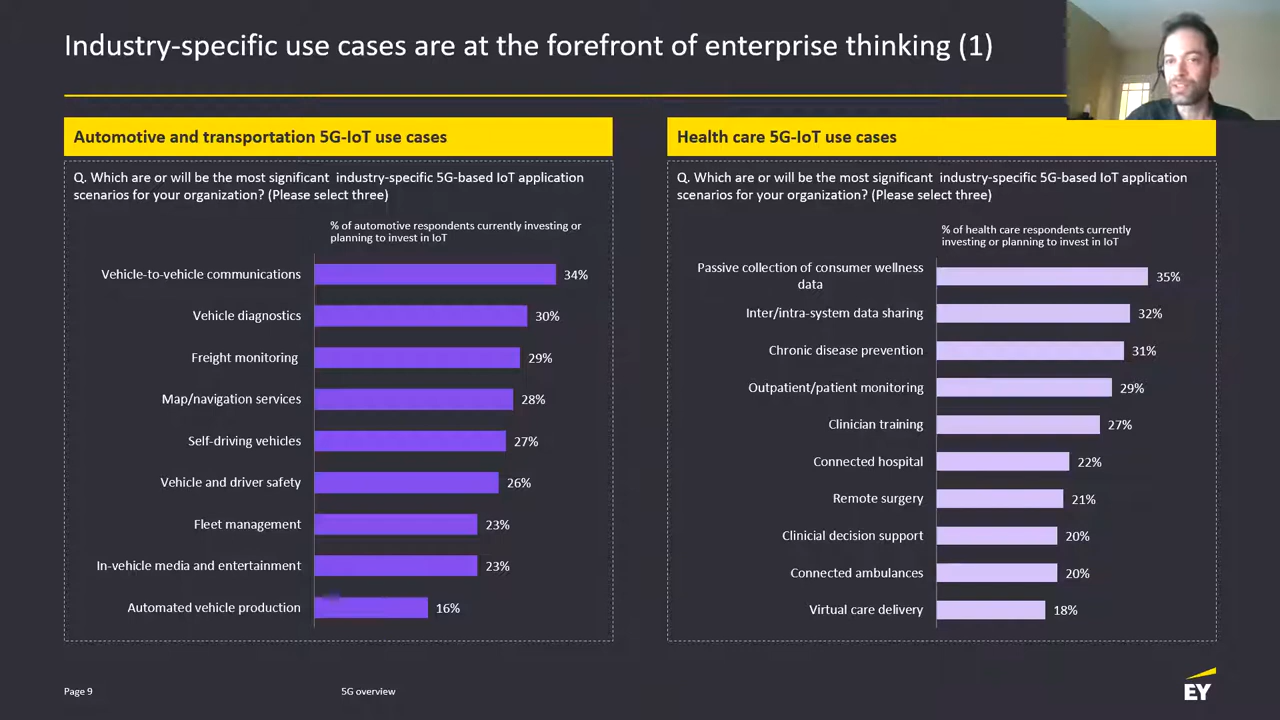 Industry-specific use cases are at the forefront of enterprise thinking (1)
Automotive and transportation 5G-IoT use cases
Q. Which are or will be the most significant industry-specific 5G-based IoT application
scenarios for your organization? (Please select three)
% of automotive respondents currently investing or
planning to invest in IoT
Vehicle-to-vehicle communications 34%
Vehicle diagnostics 30%
Freight monitoring 29%
Map/navigation services 28%
Self-driving vehicles 27%
Vehicle and driver safety 26%
Fleet management 23%
In-vehicle media and entertainment 23%
Automated vehicle production 16%
Health care 5G-IoT use cases
Q. Which are or will be the most significant industry-specific 5G-based IoT application
scenarios for your organization? (Please select three)
% of health care respondents currently
investing or planning to invest in IoT
Passive collection of consumer wellness
data 35%
Inter/intra-system data sharing 32%
Chronic disease prevention 31%
Outpatient/patient monitoring 29%
Clinician training 27%
Connected hospital 22%
Remote surgery 21%
Clinicial decision support 20%
Connected ambulances 20%
Virtual care delivery 18%
Page 9 5G overview
EY